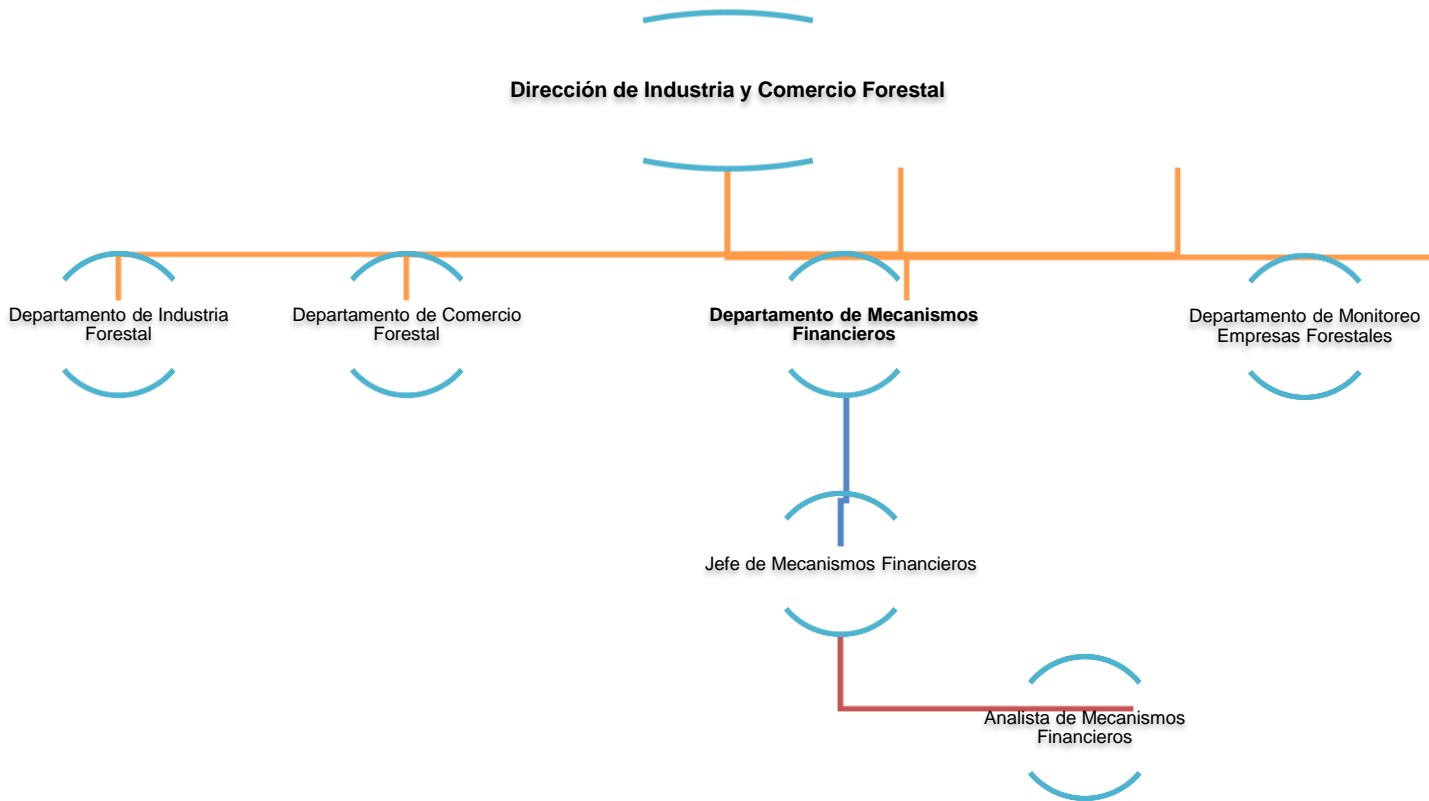 Dirección de Industria y Comercio Forestal
Departamento de Industria
Forestal
Departamento de Comercio
Forestal
Departamento de Mecanismos
Financieros
Departamento de Monitoreo
Empresas Forestales
Jefe de Mecanismos Financieros
Analista de Mecanismos
Financieros